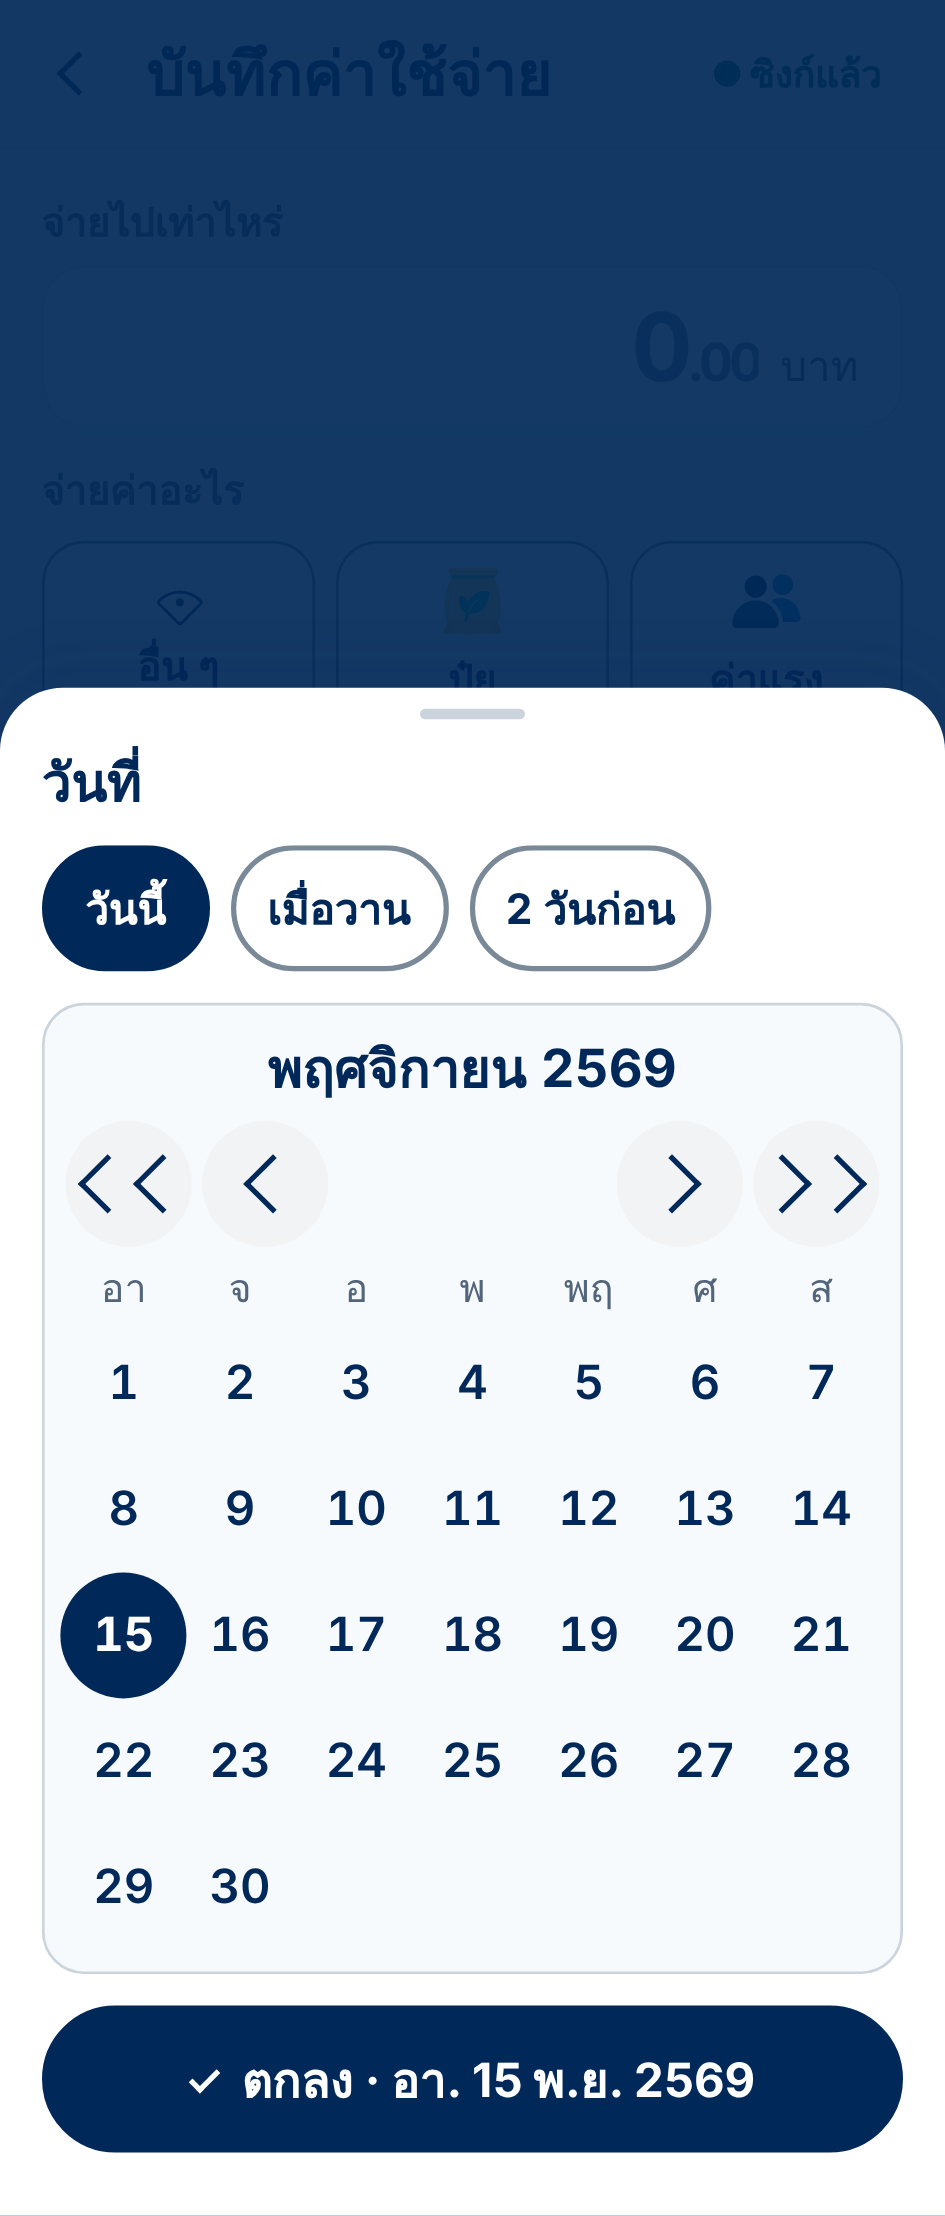 บันทึกค่าใช้จ่าย
ซิงก์แล้ว
จ่ายไปเท่าไหร่
0.00 บาท
จ่ายค่าอะไร
อื่น ๆ ปุ๋ย ค่าแรง
วันที่
วันนี้ เมื่อวาน 2 วันก่อน
พฤศจิกายน 2569
อา จ อ พ พฤ ศ ส
1 2 3 4 5 6 7
8 9 10 11 12 13 14
15 16 17 18 19 20 21
22 23 24 25 26 27 28
29 30
ตกลง · อา. 15 พ.ย. 2569